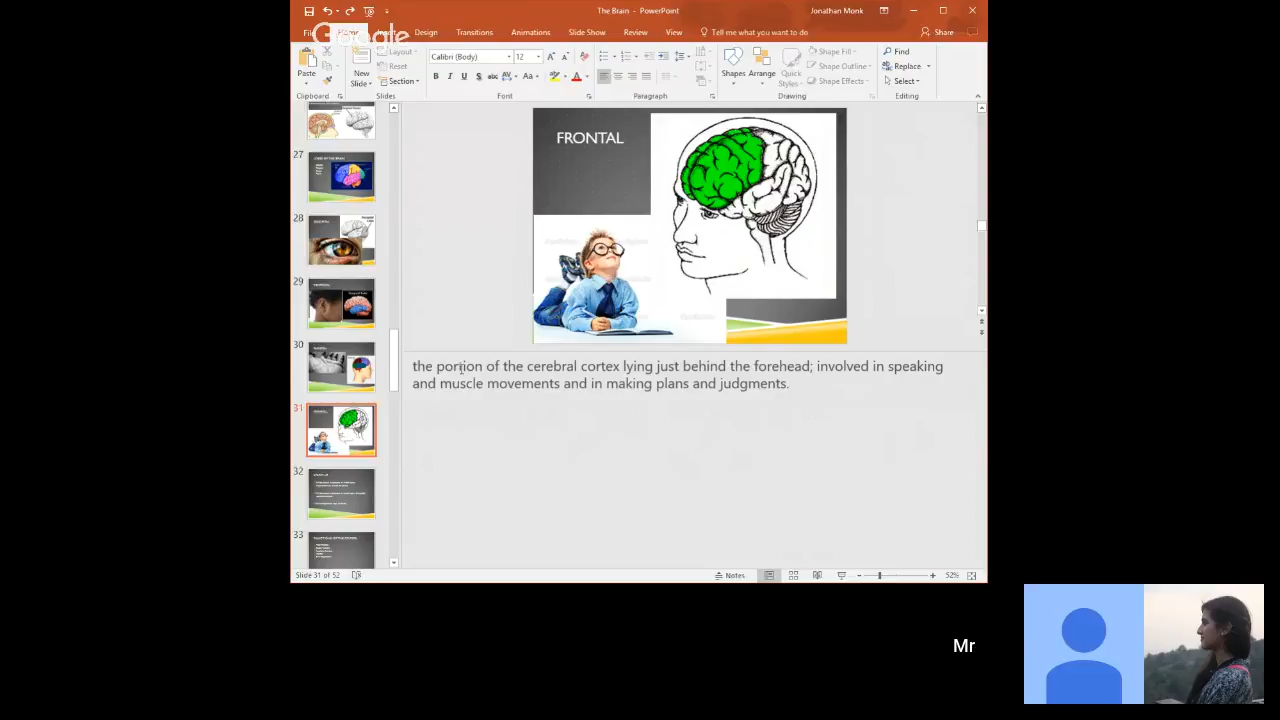 The Brain - PowerPoint
Jonathan Monk
Google
Design Transitions Animations Slide Show Review View Tell me what you want to do Share
Paste
New
Slide
Layout
Reset
Section
Calibri (Body) 12
Shapes Arrange Quick
Styles
Shape Fill
Shape Outline
Shape Effects
Find
Replace
Select
Clipboard Slides Font Paragraph Drawing Editing
27
28
29
30
31
32
33
FRONTAL
the portion of the cerebral cortex lying just behind the forehead; involved in speaking
and muscle movements and in making plans and judgments.
Slide 31 of 52
Notes
52%
Mr